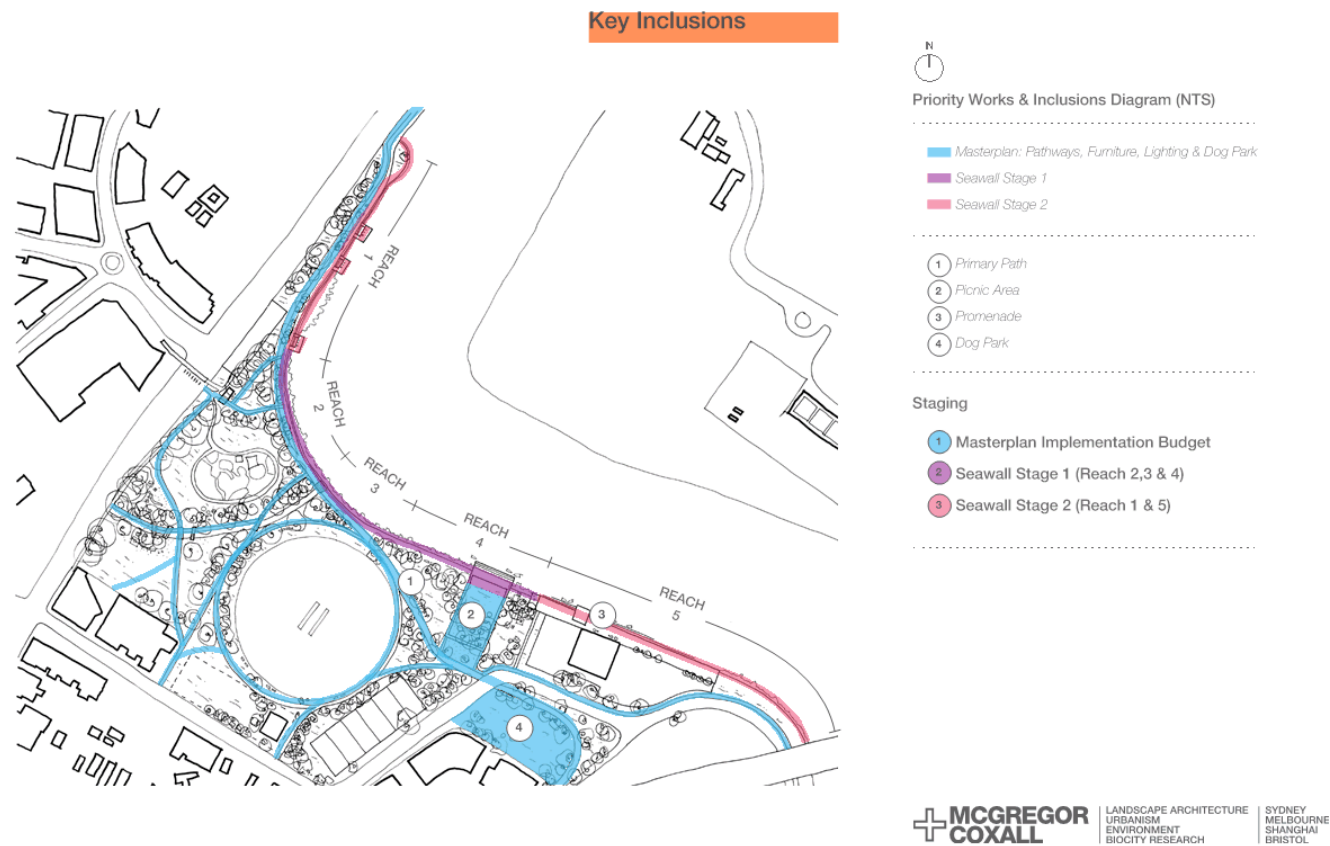 Key Inclusions
N
Priority Works & Inclusions Diagram (NTS)
Masterplan: Pathways, Furniture, Lighting & Dog Park
Seawall Stage 1
Seawall Stage 2
1 Primary Path
2 Picnic Area
3 Promenade
4 Dog Park
Staging
1 Masterplan Implementation Budget
2 Seawall Stage 1 (Reach 2,3 & 4)
3 Seawall Stage 2 (Reach 1 & 5)
REACH
1
REACH
2
REACH
3
REACH
4
REACH
5
1
2
3
4
MCGREGOR
COXALL
LANDSCAPE ARCHITECTURE
URBANISM
ENVIRONMENT
BIOCITY RESEARCH
SYDNEY
MELBOURNE
SHANGHAI
BRISTOL